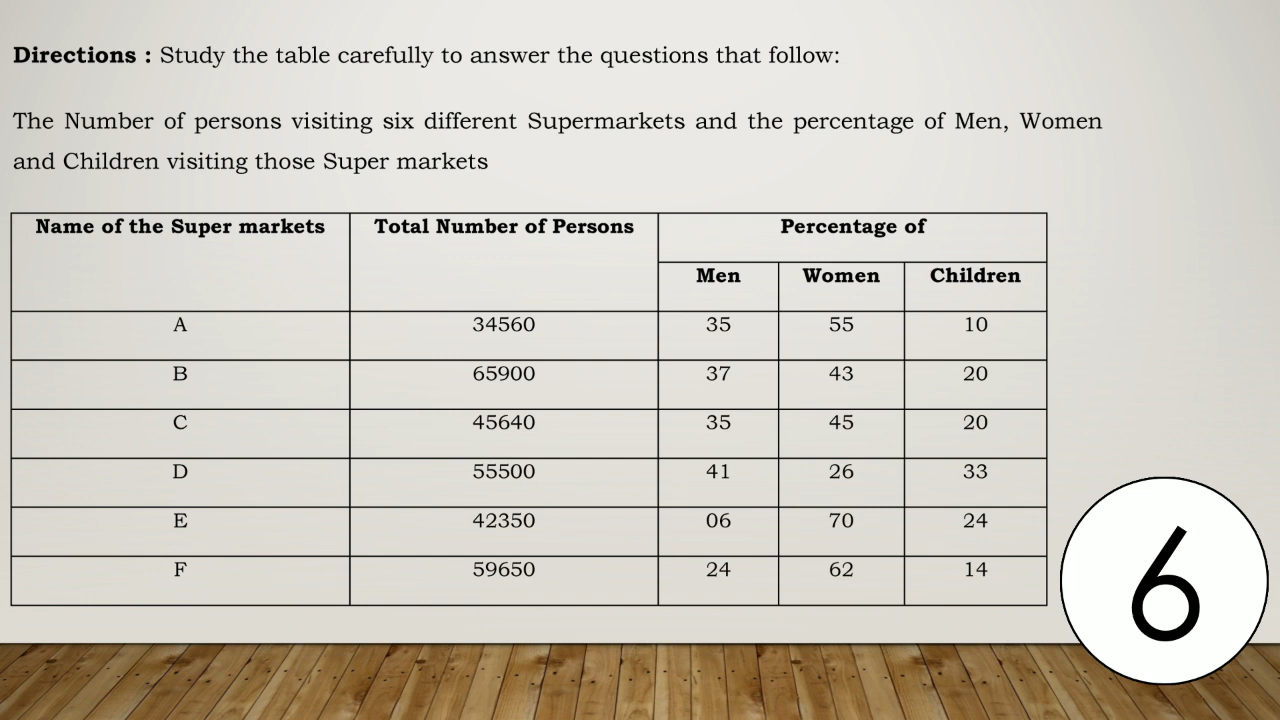 Directions : Study the table carefully to answer the questions that follow:
The Number of persons visiting six different Supermarkets and the percentage of Men, Women
and Children visiting those Super markets
Name of the Super markets Total Number of Persons Percentage of
Men Women Children
A 34560 35 55 10
B 65900 37 43 20
C 45640 35 45 20
D 55500 41 26 33
E 42350 06 70 24
F 59650 24 62 14
6